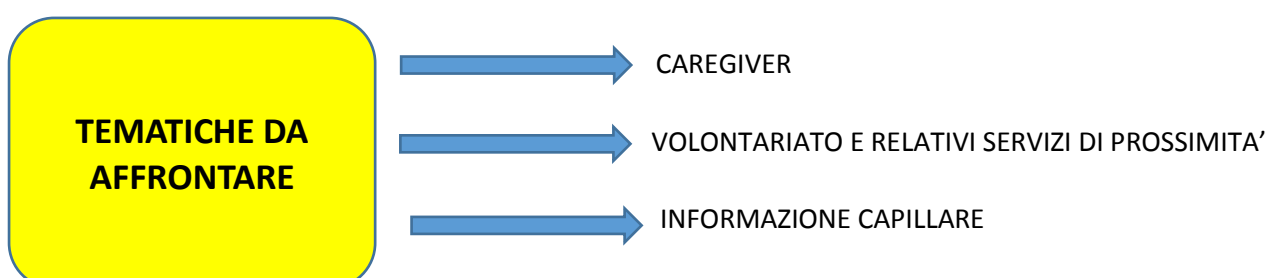 TEMATICHE DA
AFFRONTARE
CAREGIVER
VOLONTARIATO E RELATIVI SERVIZI DI PROSSIMITA’
INFORMAZIONE CAPILLARE